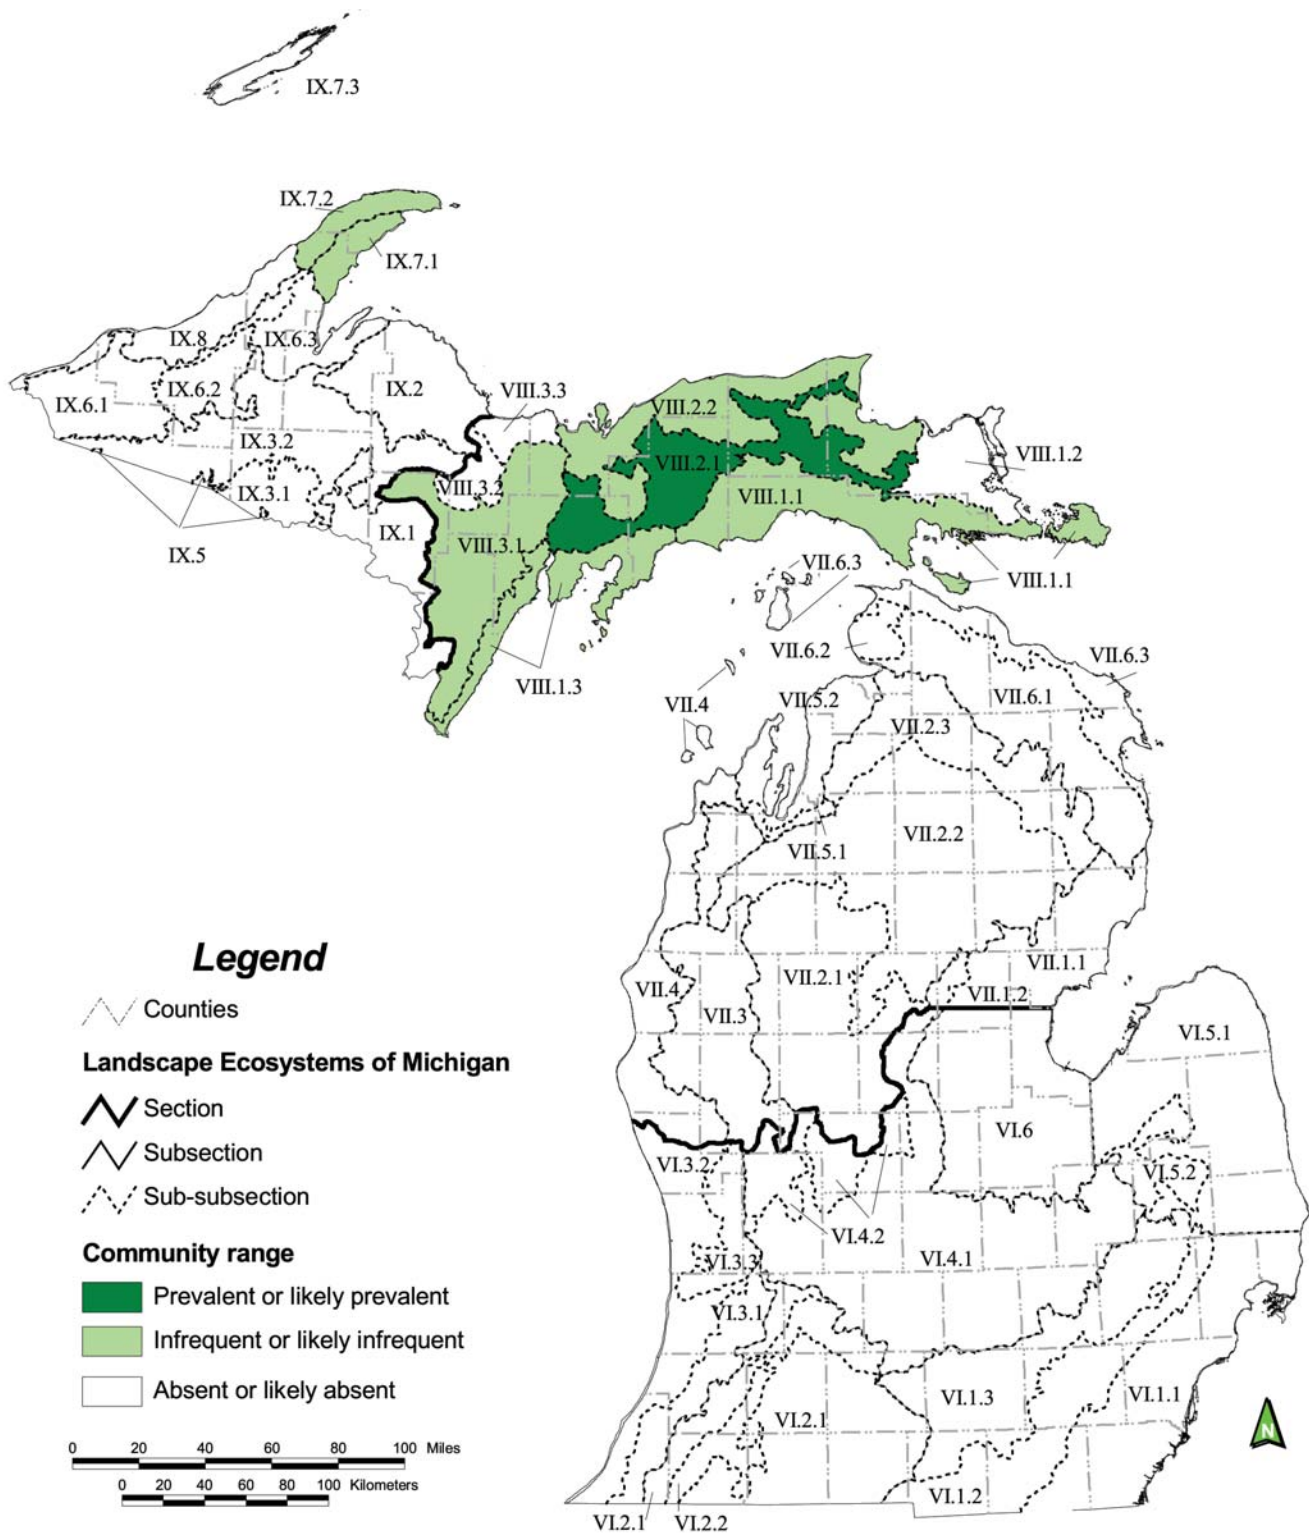 IX.7.3
IX.7.2
IX.7.1
IX.8
IX.6.3
IX.6.2
IX.2
VIII.3.3
IX.6.1
VIII.2.2
IX.3.2
VIII.2.1
VIII.1.2
IX.3.1
VIII.3.2
VIII.1.1
IX.1
VIII.3.1
IX.5
VII.6.3
VIII.1.1
VII.6.2
VII.6.3
VIII.1.3
VII.6.1
VII.4
VII.5.2
VII.2.3
VII.2.2
VII.5.1
VII.1.1
VII.4
VII.2.1
VII.1.2
VII.3
VI.5.1
VI.6
VI.3.2
VI.5.2
VI.4.2
VI.4.1
VI.3.3
VI.3.1
VI.1.3
VI.1.1
VI.2.1
VI.1.2
VI.2.1
VI.2.2
Legend
Counties
Landscape Ecosystems of Michigan
Section
Subsection
Sub-subsection
Community range
Prevalent or likely prevalent
Infrequent or likely infrequent
Absent or likely absent
0 20 40 60 80 100 Miles
0 20 40 60 80 100 Kilometers
N